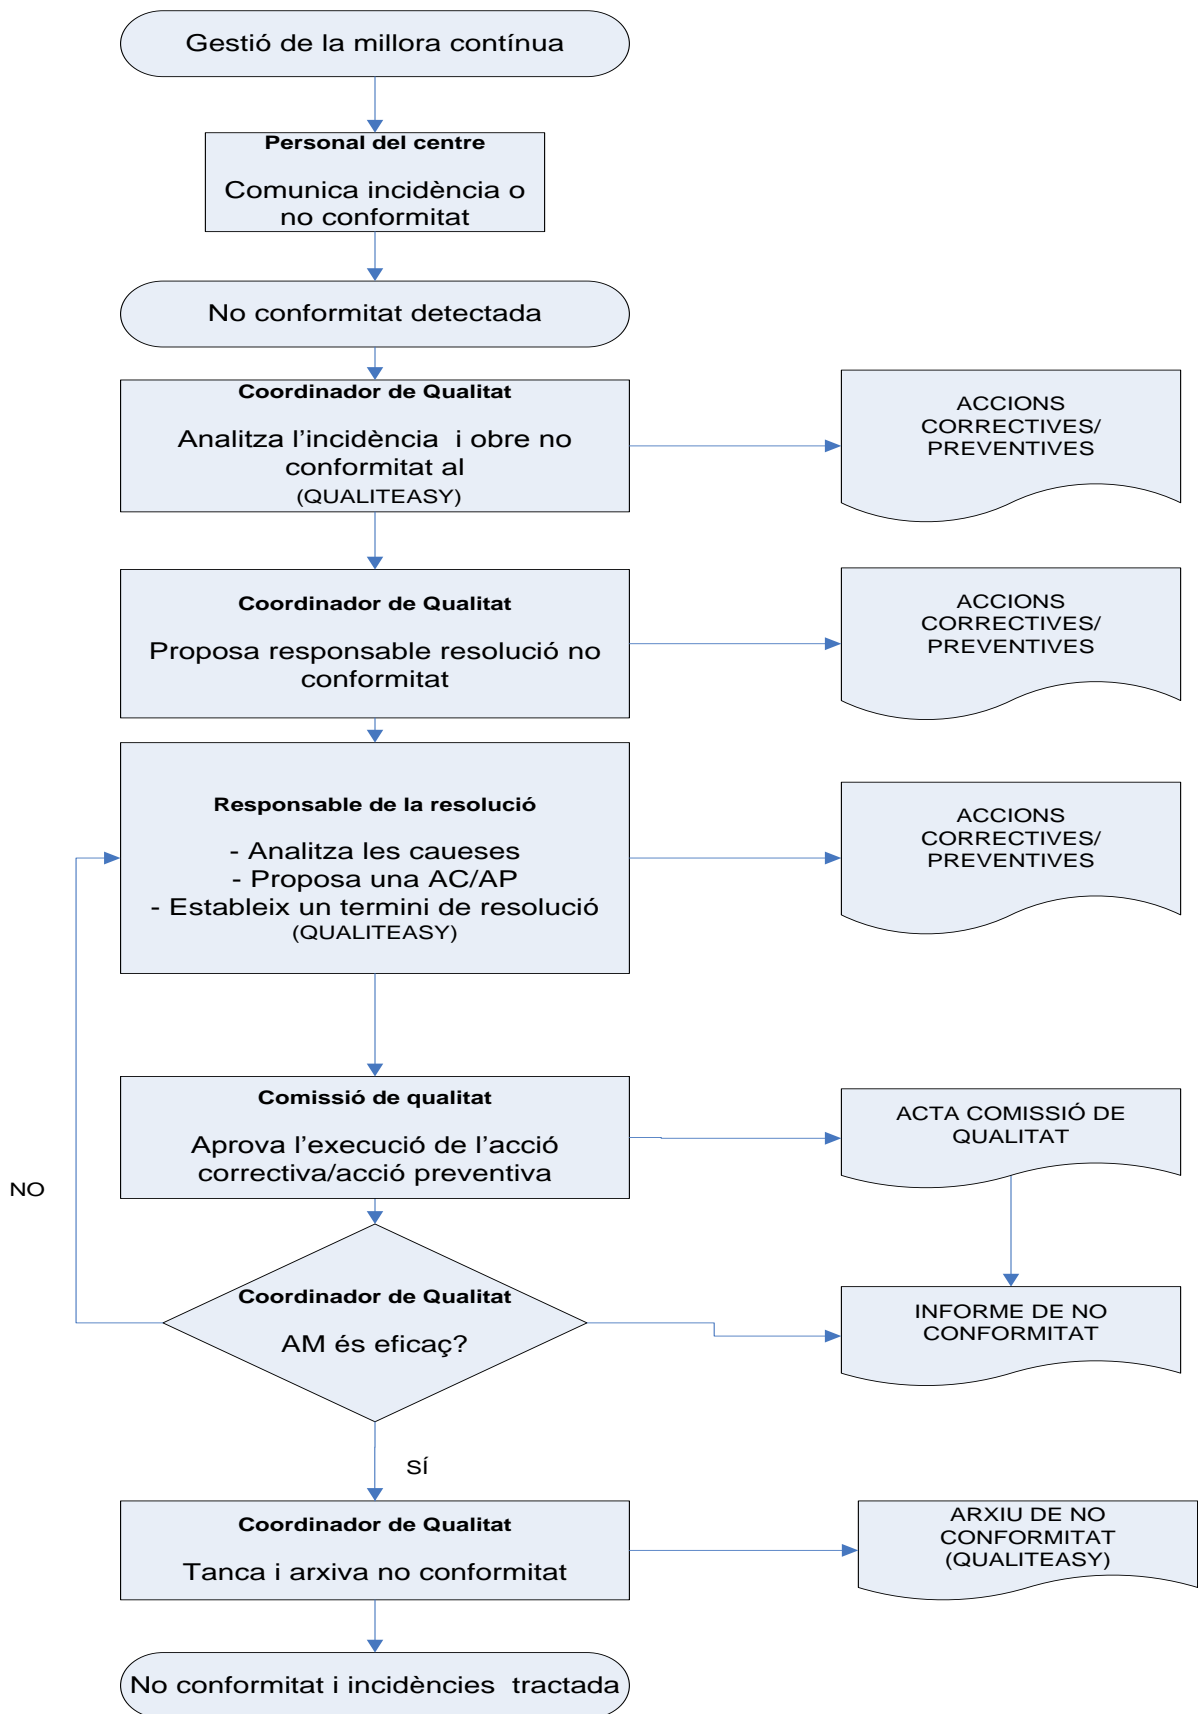 Gestió de la millora contínua
Personal del centre
Comunica incidència o
no conformitat
No conformitat detectada
Coordinador de Qualitat
Analitza l’incidència i obre no
conformitat al
(QUALITEASY)
ACCIONS
CORRECTIVES/
PREVENTIVES
Coordinador de Qualitat
Proposa responsable resolució no
conformitat
ACCIONS
CORRECTIVES/
PREVENTIVES
Responsable de la resolució
- Analitza les caueses
- Proposa una AC/AP
- Estableix un termini de resolució
(QUALITEASY)
ACCIONS
CORRECTIVES/
PREVENTIVES
Comissió de qualitat
Aprova l’execució de l’acció
correctiva/acció preventiva
ACTA COMISSIÓ DE
QUALITAT
NO
Coordinador de Qualitat
AM és eficaç?
INFORME DE NO
CONFORMITAT
SÍ
Coordinador de Qualitat
Tanca i arxiva no conformitat
ARXIU DE NO
CONFORMITAT
(QUALITEASY)
No conformitat i incidències tractada